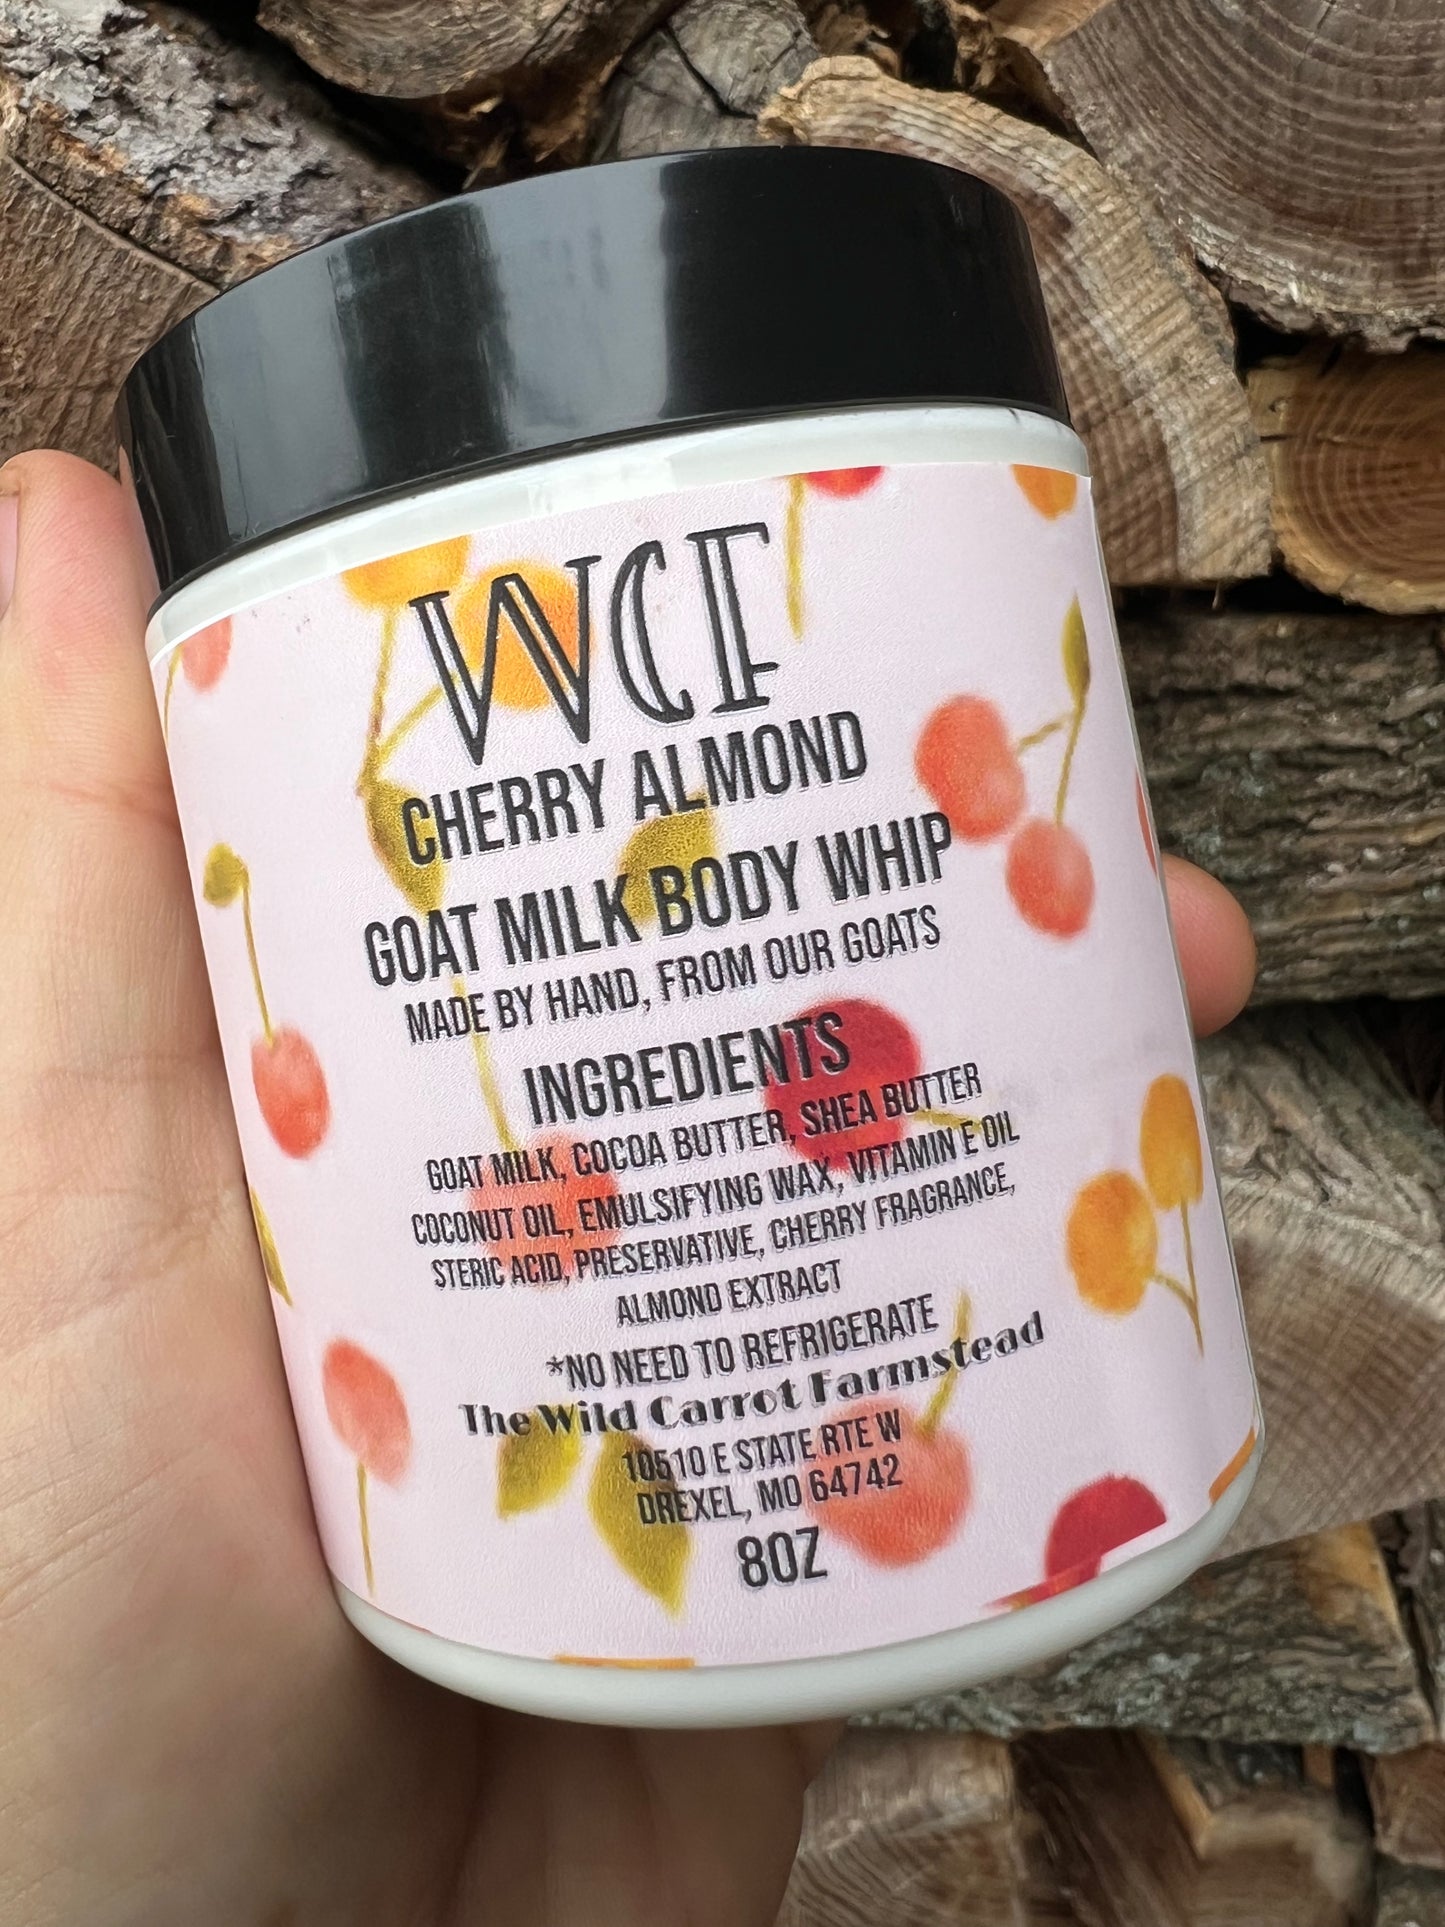 WCF
CHERRY ALMOND
GOAT MILK BODY WHIP
MADE BY HAND, FROM OUR GOATS
INGREDIENTS
GOAT MILK, COCOA BUTTER, SHEA BUTTER
COCONUT OIL, EMULSIFYING WAX, VITAMIN E OIL
STERIC ACID, PRESERVATIVE, CHERRY FRAGRANCE,
ALMOND EXTRACT
*NO NEED TO REFRIGERATE
The Wild Carrot Farmstead
10510 E STATE RTE W
DREXEL, MO 64742
8OZ